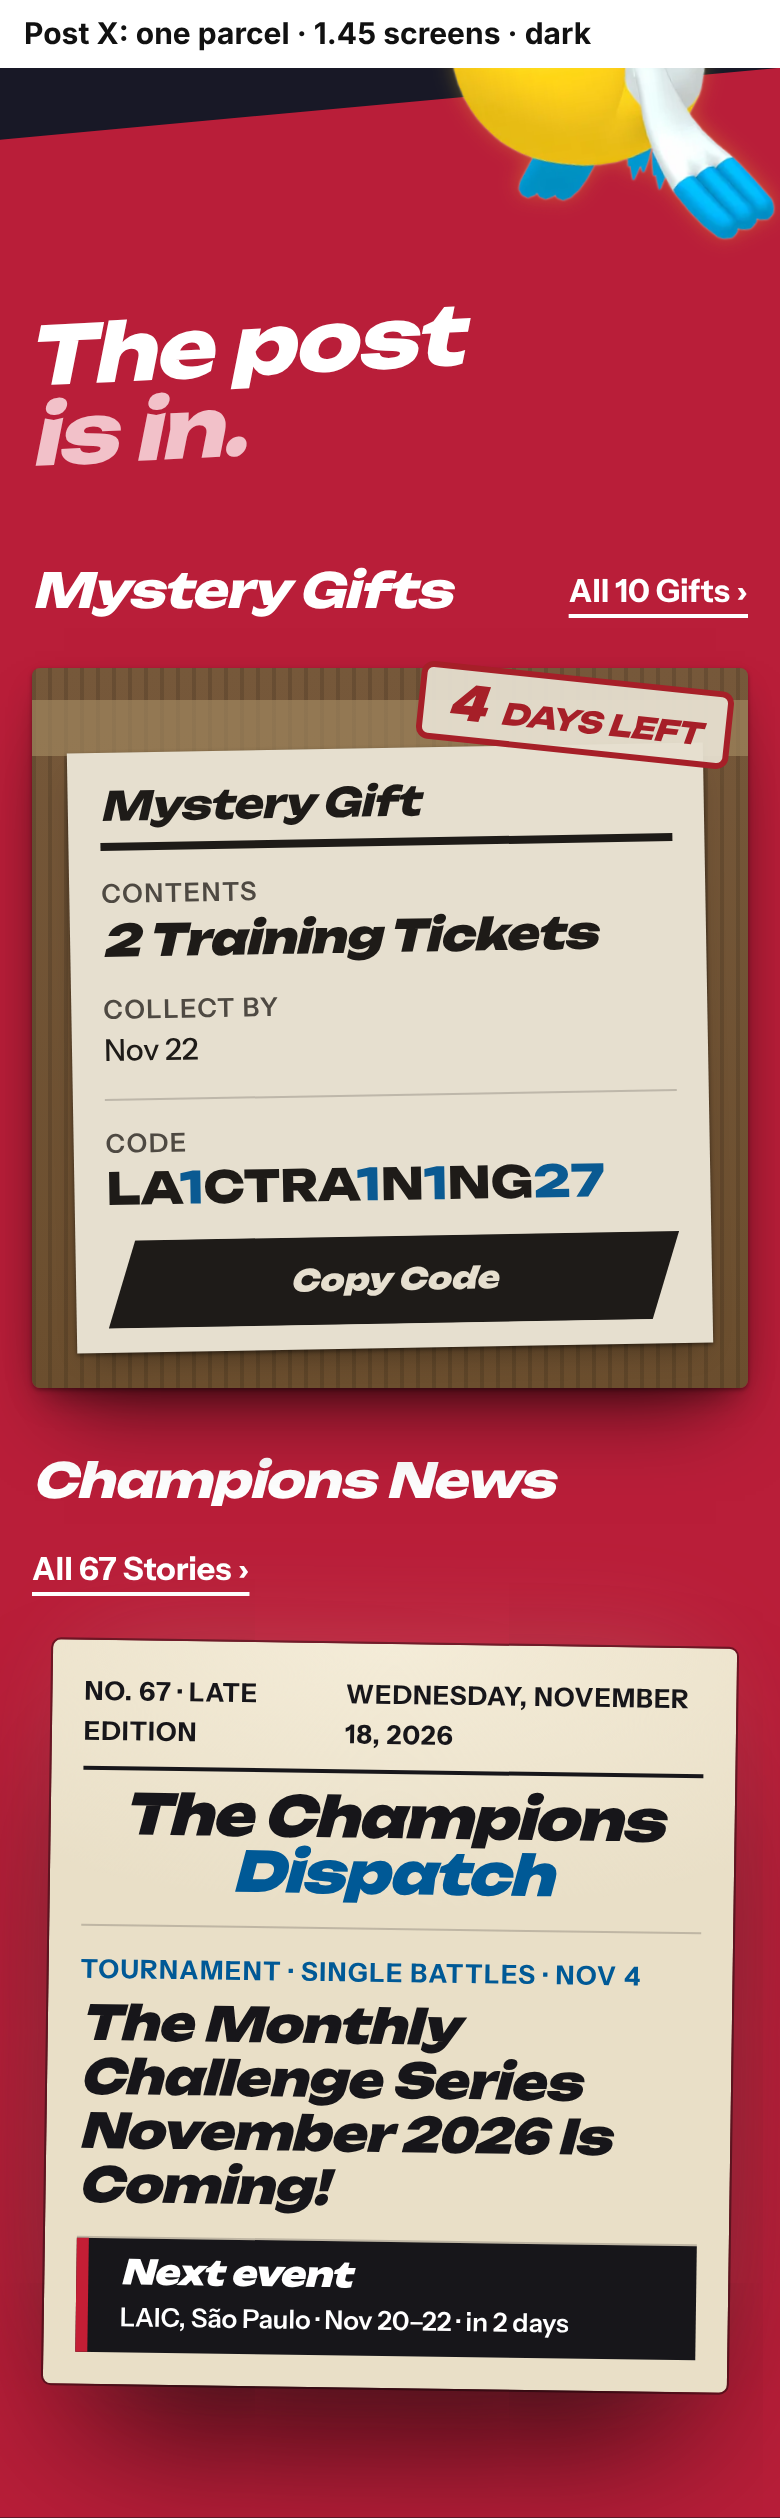 Post X: one parcel · 1.45 screens · dark
The post
is in.
Mystery Gifts
All 10 Gifts ›
4 DAYS LEFT
Mystery Gift
CONTENTS
2 Training Tickets
COLLECT BY
Nov 22
CODE
LA1CTRA1N1NG27
Copy Code
Champions News
All 67 Stories ›
NO. 67 · LATE
EDITION
WEDNESDAY, NOVEMBER
18, 2026
The Champions
Dispatch
TOURNAMENT · SINGLE BATTLES · NOV 4
The Monthly
Challenge Series
November 2026 Is
Coming!
Next event
LAIC, São Paulo · Nov 20–22 · in 2 days